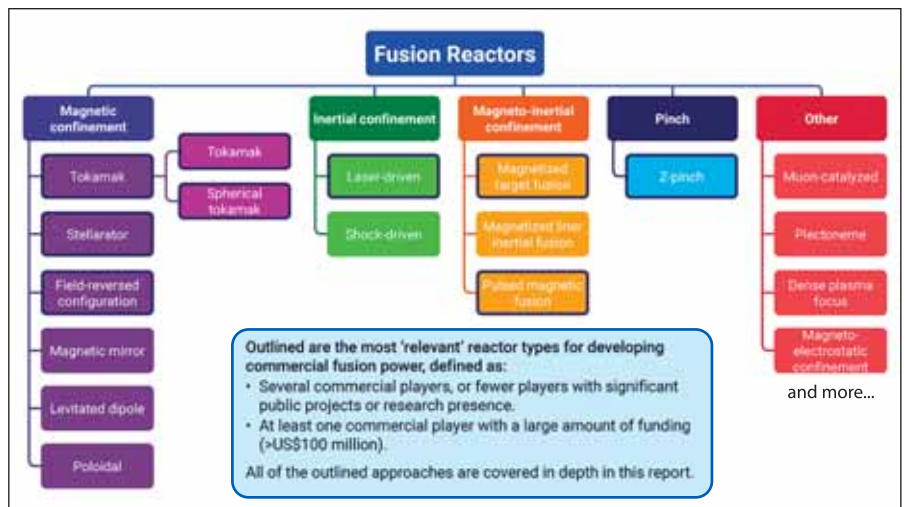 Fusion Reactors
Magnetic
confinement
Tokamak
Tokamak
Spherical
tokamak
Stellarator
Field-reversed
configuration
Magnetic mirror
Levitated dipole
Poloidal
Inertial confinement
Laser-driven
Shock-driven
Magneto-inertial
confinement
Magnetized
target fusion
Magnetized liner
inertial fusion
Pulsed magnetic
fusion
Pinch
Z-pinch
Other
Muon-catalyzed
Plectoneme
Dense plasma
focus
Magneto-
electrostatic
confinement
and more...
Outlined are the most 'relevant' reactor types for developing
commercial fusion power, defined as:
• Several commercial players, or fewer players with significant
public projects or research presence.
• At least one commercial player with a large amount of funding
(>US$100 million).
All of the outlined approaches are covered in depth in this report.